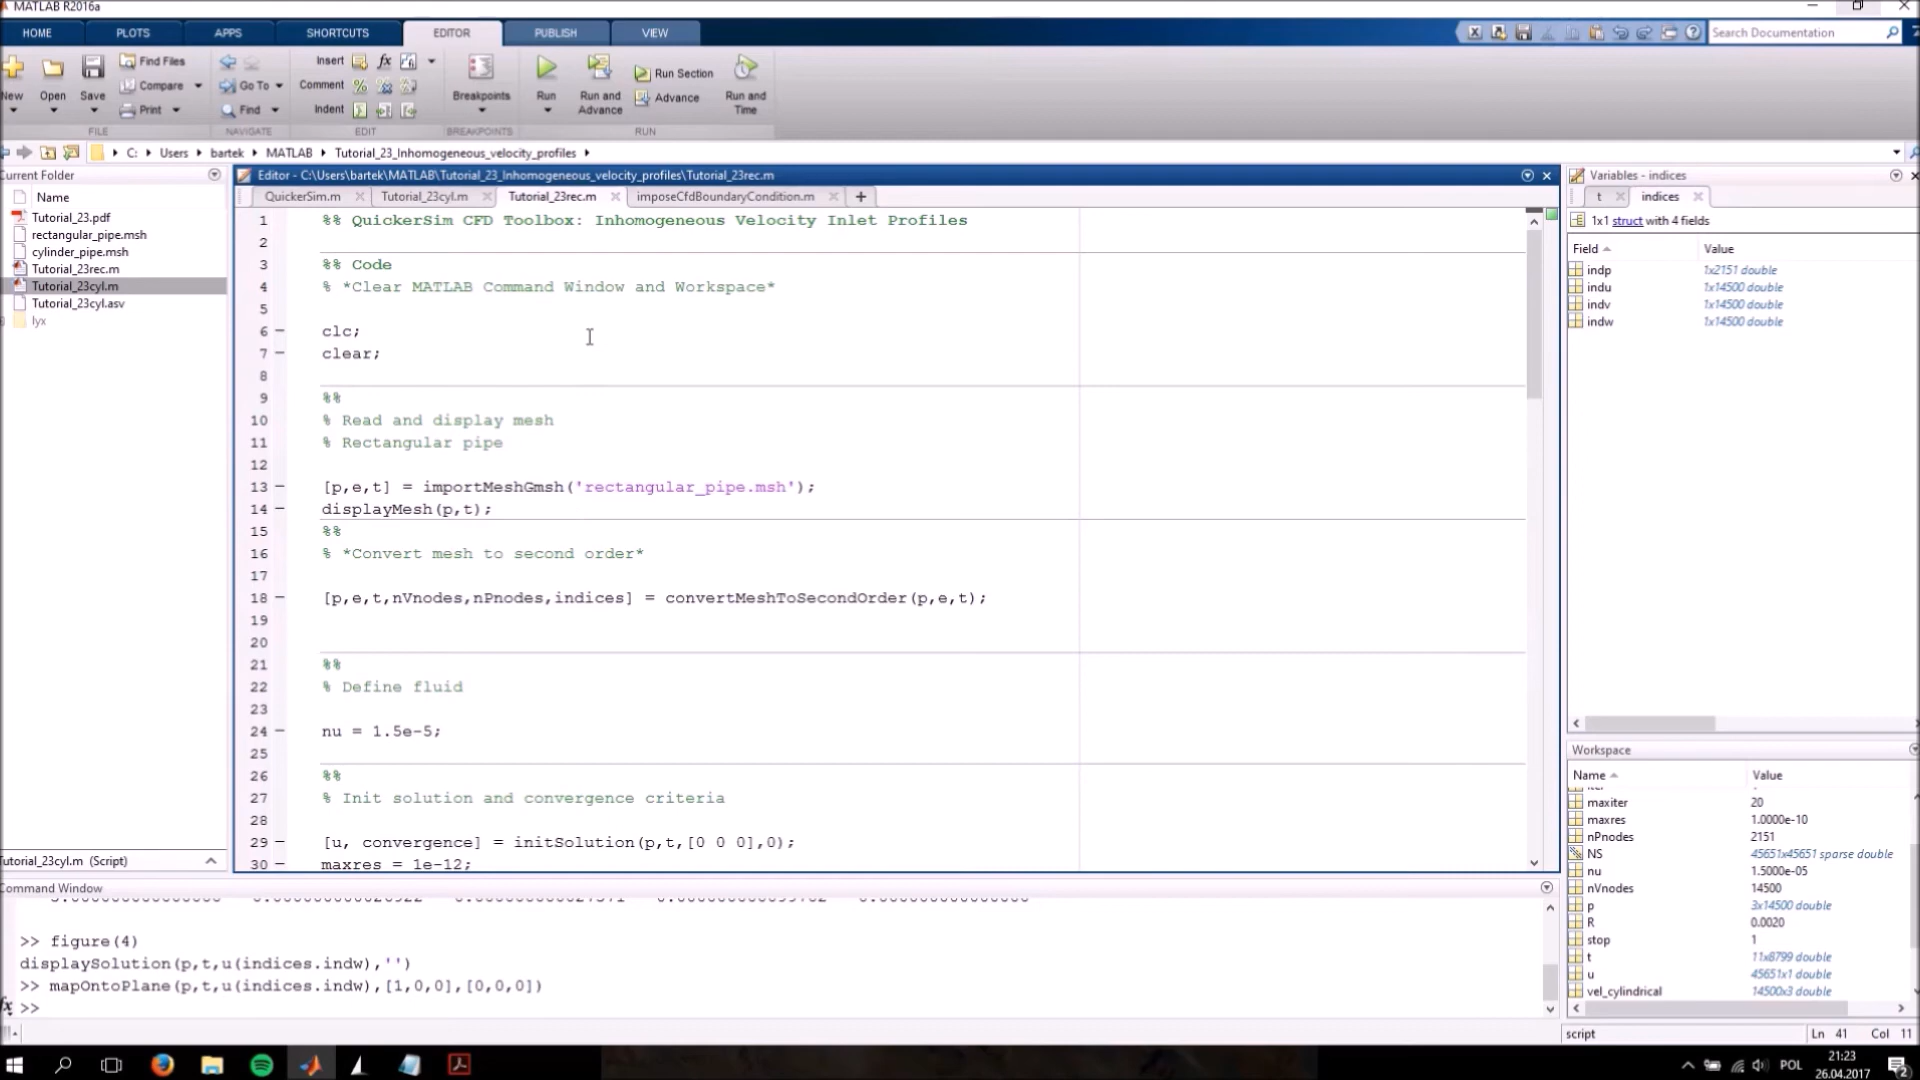 MATLAB R2016a
HOME PLOTS APPS SHORTCUTS EDITOR PUBLISH VIEW
Search Documentation
New Open Save
Find Files
Compare
Print
Go To
Find
Insert
Comment
Indent
fx
Breakpoints
Run
Run and Advance
Run Section
Advance
Run and Time
FILE NAVIGATE EDIT BREAKPOINTS RUN
C: Users bartek MATLAB Tutorial_23_Inhomogeneous_velocity_profiles
Current Folder
Name
Tutorial_23.pdf
rectangular_pipe.msh
cylinder_pipe.msh
Tutorial_23rec.m
Tutorial_23cyl.m
Tutorial_23cyl.asv
lyx
Tutorial_23cyl.m (Script)
Editor - C:\Users\bartek\MATLAB\Tutorial_23_Inhomogeneous_velocity_profiles\Tutorial_23rec.m
QuickerSim.m Tutorial_23cyl.m Tutorial_23rec.m imposeCfdBoundaryCondition.m
1 %% QuickerSim CFD Toolbox: Inhomogeneous Velocity Inlet Profiles
2
3 %% Code
4 % *Clear MATLAB Command Window and Workspace*
5
6 clc;
7 clear;
8
9 %%
10 % Read and display mesh
11 % Rectangular pipe
12
13 [p,e,t] = importMeshGmsh('rectangular_pipe.msh');
14 displayMesh(p,t);
15 %%
16 % *Convert mesh to second order*
17
18 [p,e,t,nVnodes,nPnodes,indices] = convertMeshToSecondOrder(p,e,t);
19
20
21 %%
22 % Define fluid
23
24 nu = 1.5e-5;
25
26 %%
27 % Init solution and convergence criteria
28
29 [u, convergence] = initSolution(p,t,[0 0 0],0);
30 maxres = 1e-12;
Variables - indices
t indices
1x1 struct with 4 fields
Field Value
indp 1x2151 double
indu 1x14500 double
indv 1x14500 double
indw 1x14500 double
Workspace
Name Value
maxiter 20
maxres 1.0000e-10
nPnodes 2151
NS 45651x45651 sparse double
nu 1.5000e-05
nVnodes 14500
p 3x14500 double
R 0.0020
stop 1
t 11x8799 double
u 45651x1 double
vel_cylindrical 14500x3 double
Command Window
>> figure(4)
displaySolution(p,t,u(indices.indw),'')
>> mapOntoPlane(p,t,u(indices.indw),[1,0,0],[0,0,0])
fx >>
script Ln 41 Col 11
POL
21:23
26.04.2017
2